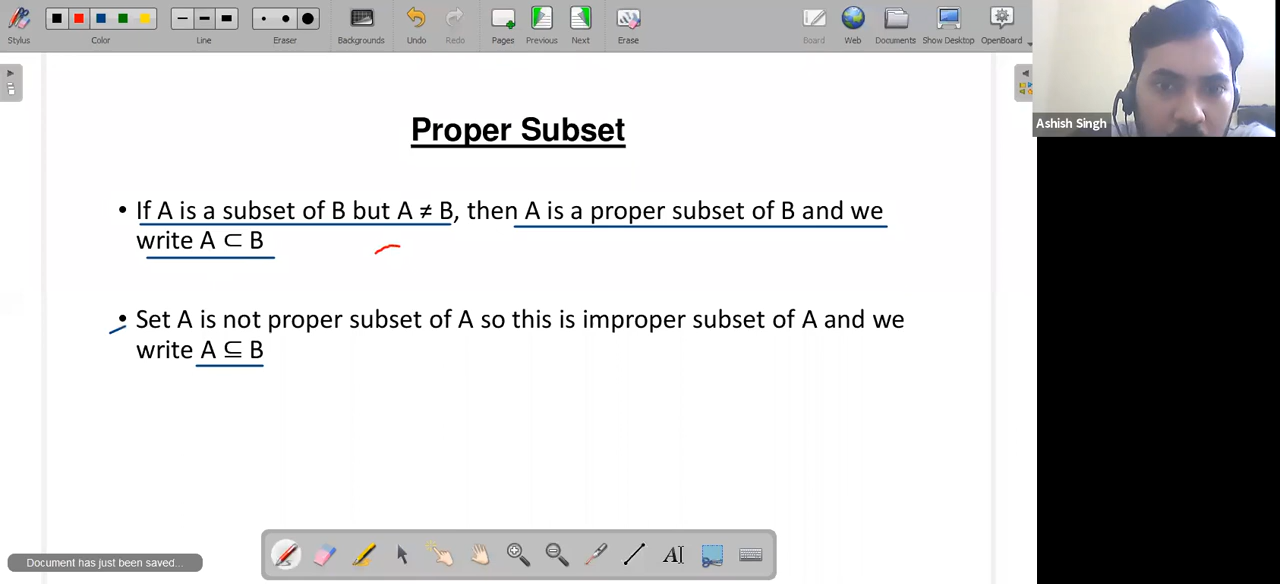 Stylus
Color
Line
Eraser
Backgrounds
Undo
Redo
Pages
Previous
Next
Erase
Board
Web
Documents
Show Desktop
OpenBoard
Ashish Singh
Proper Subset
• If A is a subset of B but A ≠ B, then A is a proper subset of B and we
write A ⊂ B
• Set A is not proper subset of A so this is improper subset of A and we
write A ⊆ B
Document has just been saved...